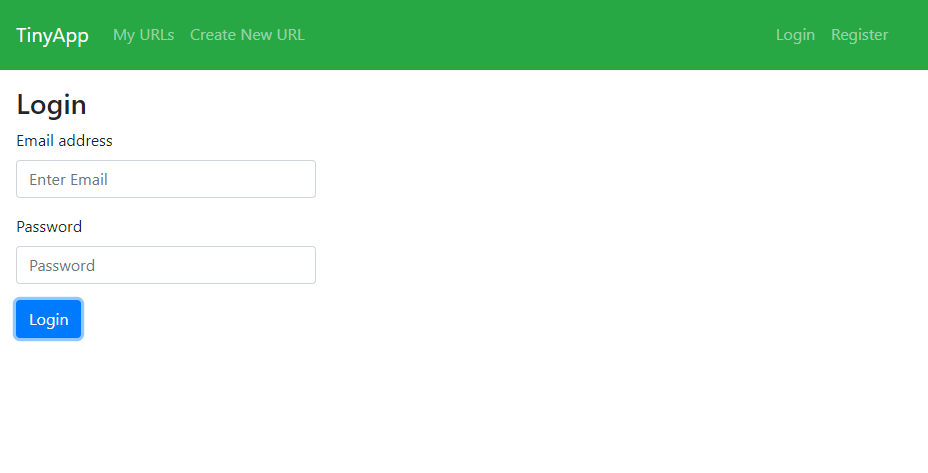 TinyApp My URLs Create New URL Login Register
Login
Email address
Enter Email
Password
Password
Login